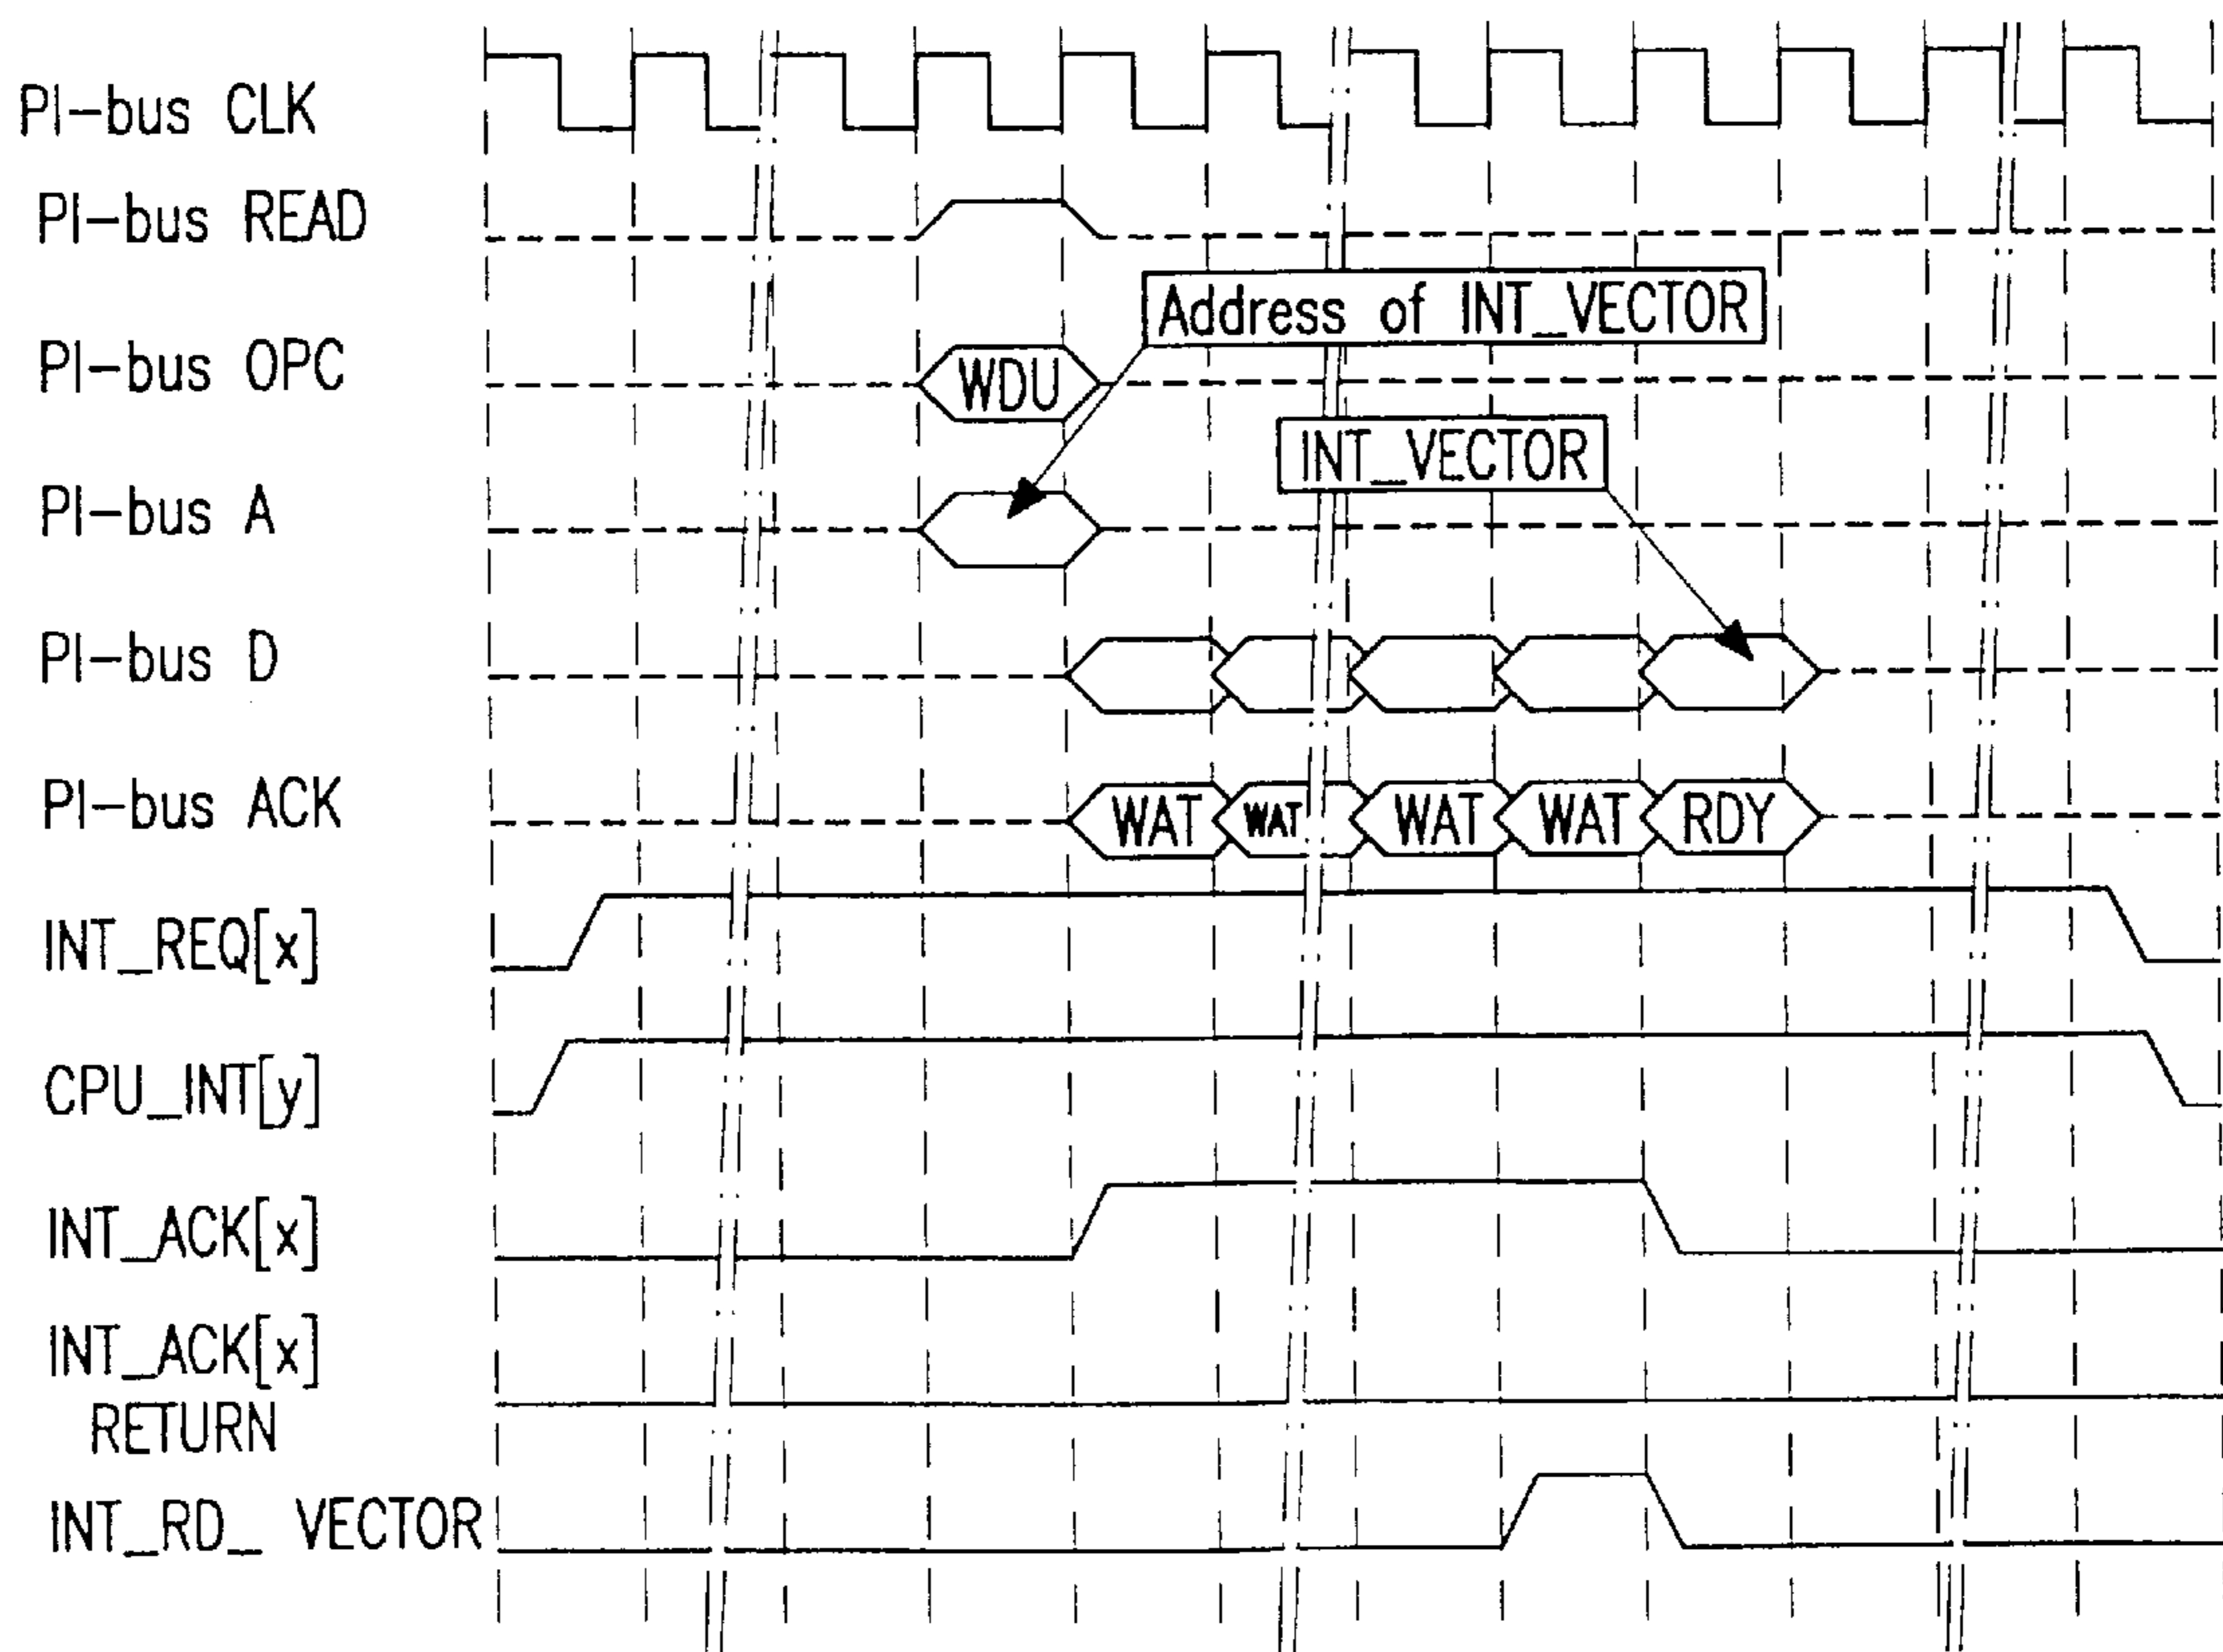 PI-bus CLK
PI-bus READ
Address of INT_VECTOR
PI-bus OPC
WDU
INT_VECTOR
PI-bus A
PI-bus D
PI-bus ACK
WAT WAT WAT WAT RDY
INT_REQ[x]
CPU_INT[y]
INT_ACK[x]
INT_ACK[x]
RETURN
INT_RD_ VECTOR